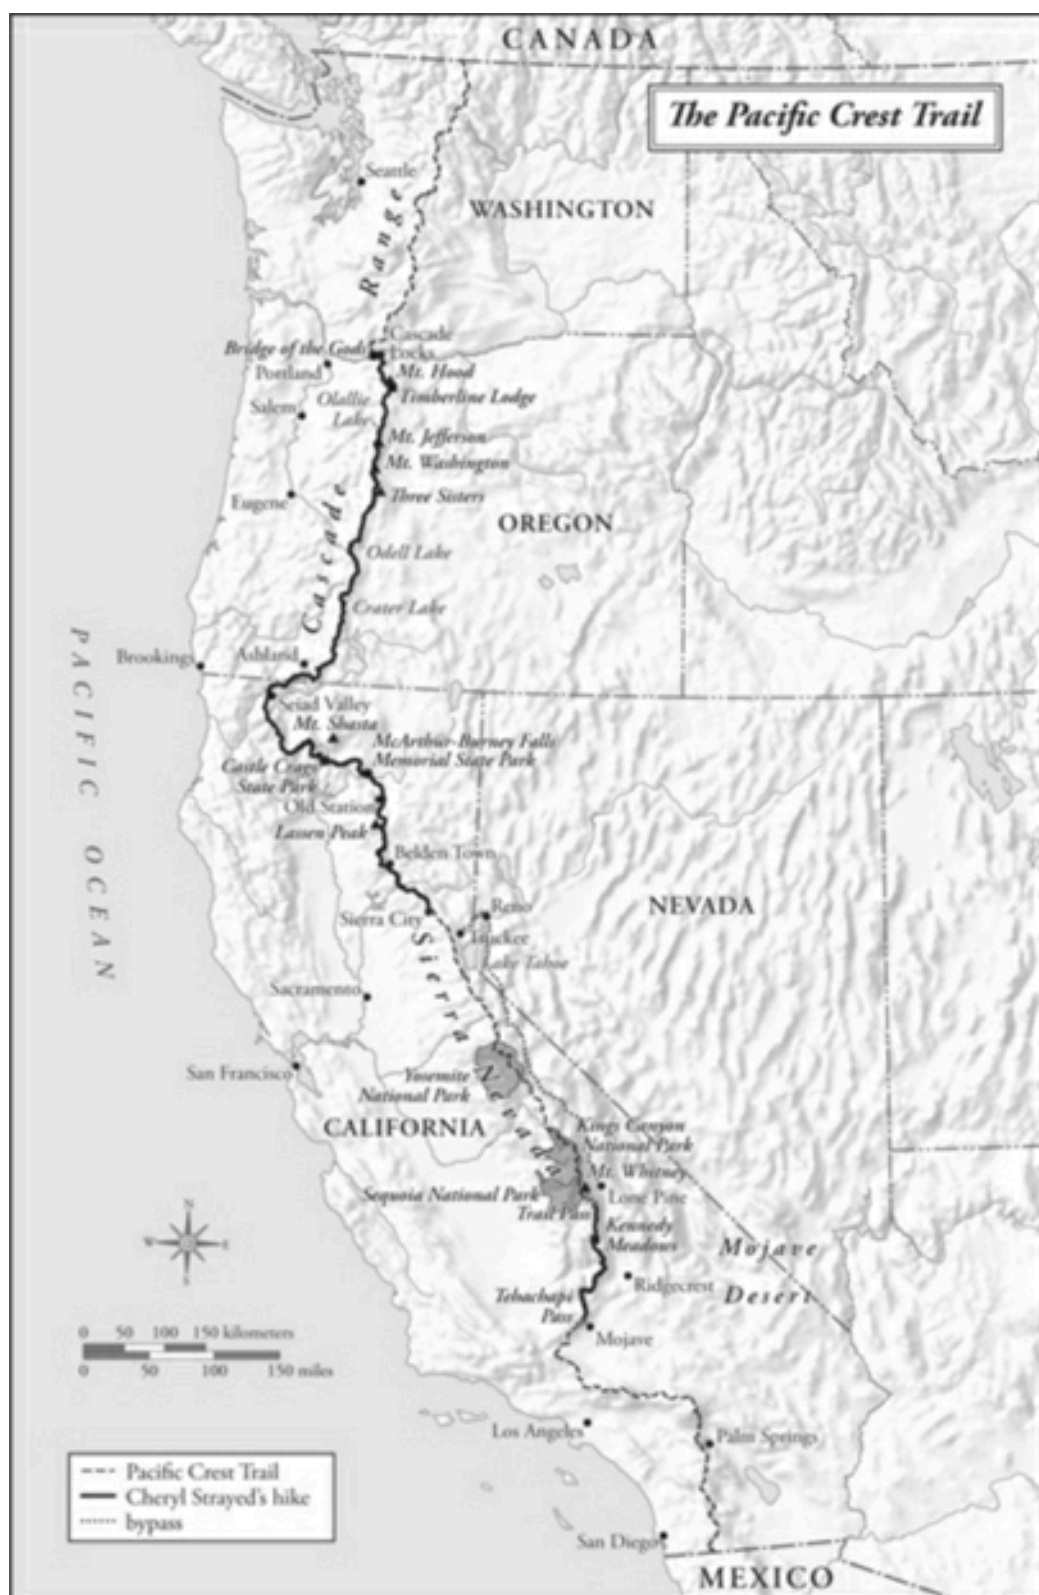 CANADA
The Pacific Crest Trail
Seattle
WASHINGTON
Range
Cascade
Locks
Bridge of the Gods
Portland
Mt. Hood
Timberline Lodge
Olallie
Lake
Salem
Mt. Jefferson
Mt. Washington
Three Sisters
Eugene
Cascade
OREGON
Odell Lake
Crater Lake
PACIFIC OCEAN
Brookings
Ashland
Seiad Valley
Mt. Shasta
McArthur-Burney Falls
Memorial State Park
Castle Crags
State Park
Old Station
Lassen Peak
Belden Town
Sierra City
Reno
Truckee
Lake Tahoe
NEVADA
Sierra Nevada
Sacramento
San Francisco
Yosemite
National Park
CALIFORNIA
Kings Canyon
National Park
Mt. Whitney
Sequoia National Park
Lone Pine
Trail Pass
Kennedy
Meadows
Mojave
Desert
Ridgecrest
Tehachapi
Pass
Mojave
N
W
E
S
0 50 100 150 kilometers
0 50 100 150 miles
Los Angeles
Palm Springs
Pacific Crest Trail
Cheryl Strayed's hike
bypass
San Diego
MEXICO